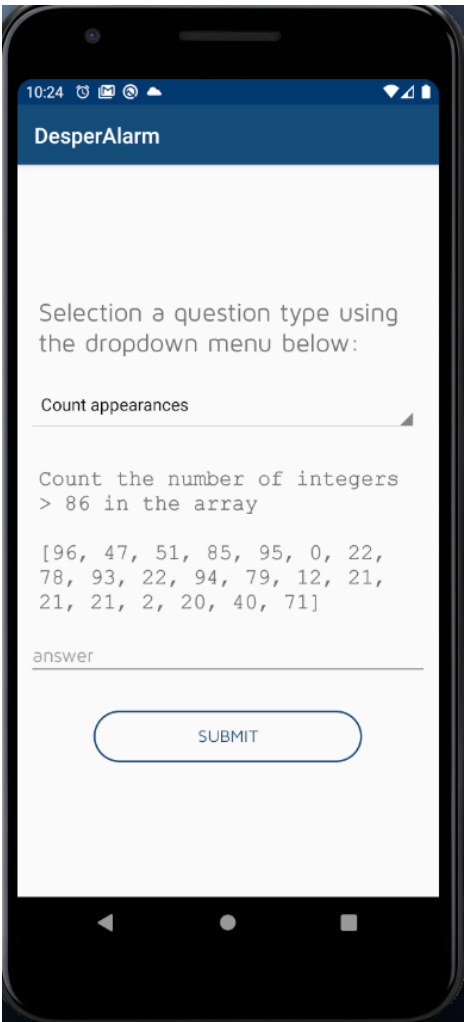 10:24
DesperAlarm
Selection a question type using
the dropdown menu below:
Count appearances
Count the number of integers
> 86 in the array
[96, 47, 51, 85, 95, 0, 22,
78, 93, 22, 94, 79, 12, 21,
21, 21, 2, 20, 40, 71]
answer
SUBMIT